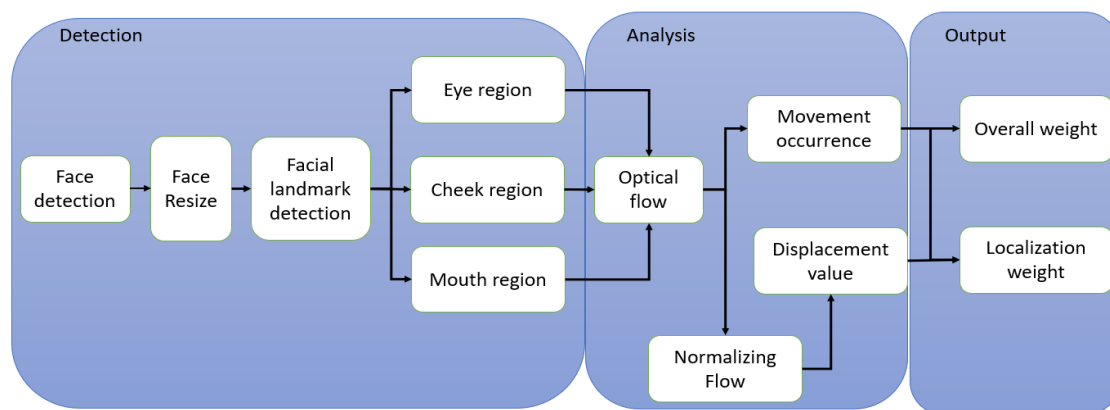 Detection
Analysis
Output
Face
detection
Face
Resize
Facial
landmark
detection
Eye region
Cheek region
Mouth region
Optical
flow
Movement
occurrence
Displacement
value
Normalizing
Flow
Overall weight
Localization
weight